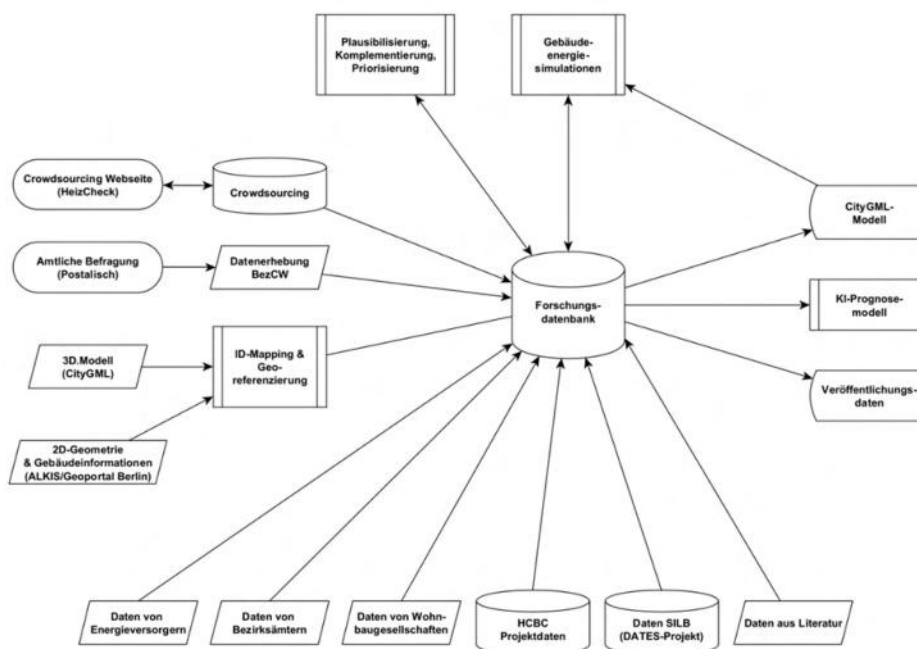 Plausibilisierung,
Komplementierung,
Priorisierung
Gebäude-
energie-
simulationen
Crowdsourcing Webseite
(HeizCheck)
Crowdsourcing
CityGML-
Modell
Amtliche Befragung
(Postalisch)
Datenerhebung
BezCW
Forschungs-
datenbank
KI-Prognose-
modell
3D.Modell
(CityGML)
ID-Mapping &
Geo-
referenzierung
Veröffentlichungs-
daten
2D-Geometrie
& Gebäudeinformationen
(ALKIS/Geoportal Berlin)
Daten von
Energieversorgern
Daten von
Bezirksämtern
Daten von Wohn-
baugesellschaften
HCBC
Projektdaten
Daten SILB
(DATES-Projekt)
Daten aus Literatur